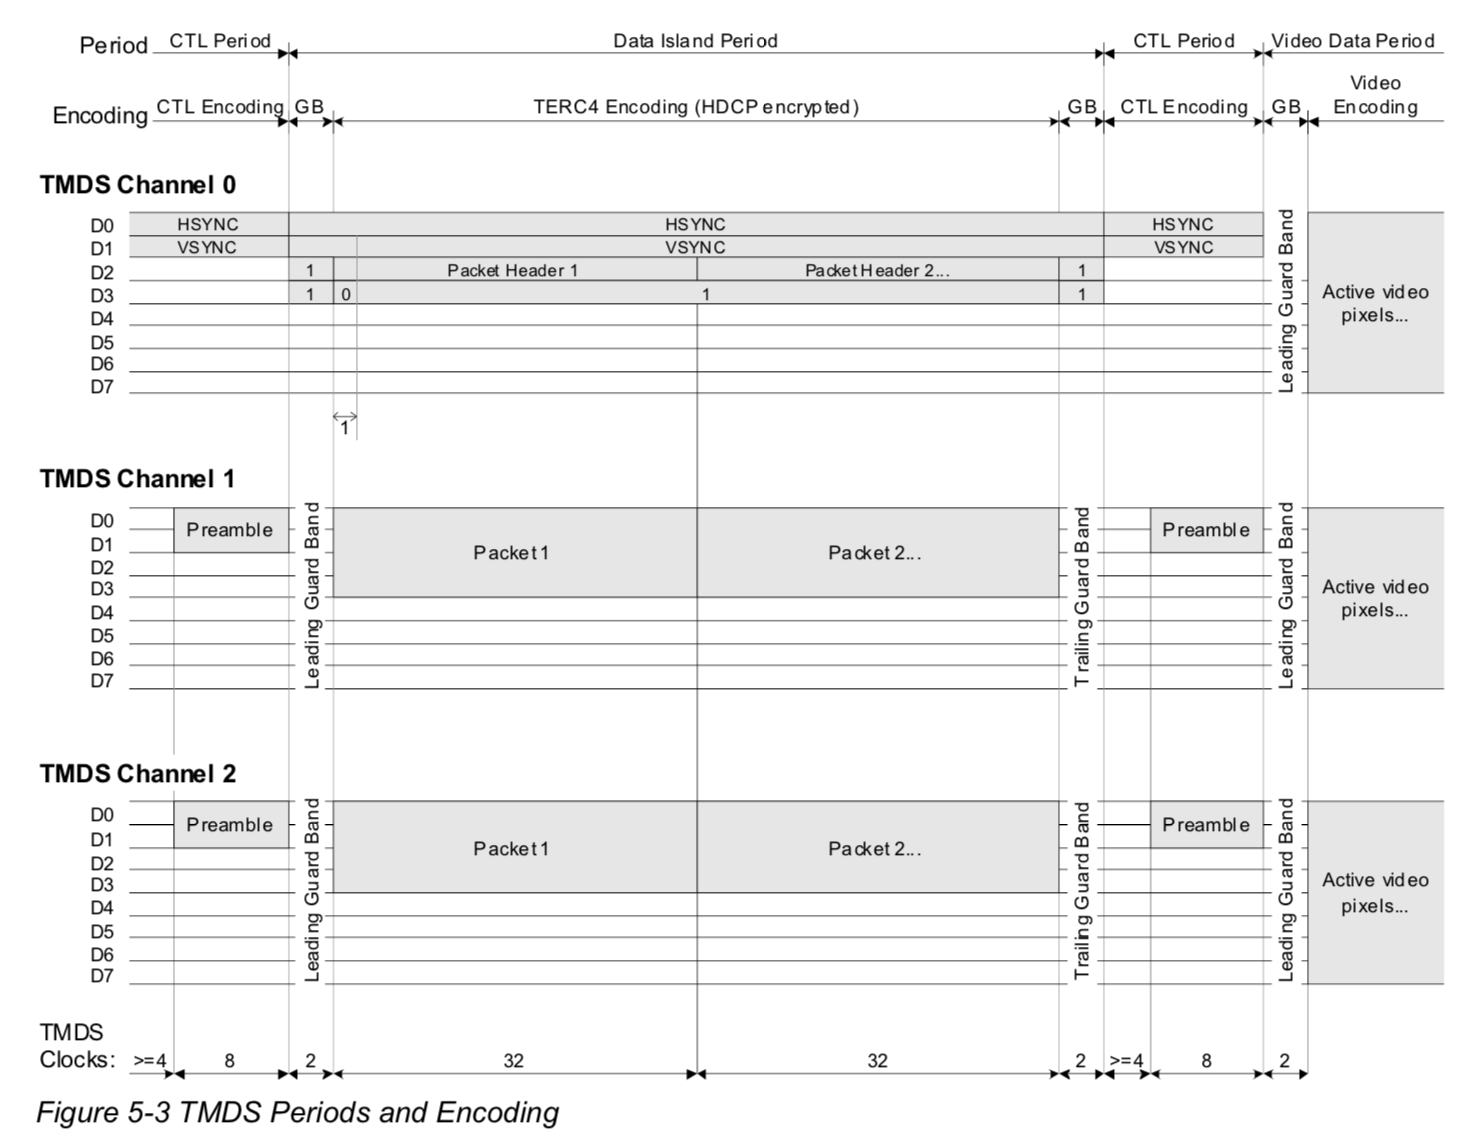 Period CTL Period Data Island Period CTL Period Video Data Period
Encoding CTL Encoding GB TERC4 Encoding (HDCP encrypted) GB CTL Encoding GB Video Encoding
TMDS Channel 0
D0 HSYNC HSYNC HSYNC
D1 VSYNC VSYNC VSYNC
D2 1 Packet Header 1 Packet Header 2... 1
D3 1 0 1 1
D4
D5
D6
D7
Leading Guard Band
Active video
pixels...
1
TMDS Channel 1
D0
D1
D2
D3
D4
D5
D6
D7
Preamble
Leading Guard Band
Packet 1
Packet 2...
Trailing Guard Band
Preamble
Leading Guard Band
Active video
pixels...
TMDS Channel 2
D0
D1
D2
D3
D4
D5
D6
D7
Preamble
Leading Guard Band
Packet 1
Packet 2...
Trailing Guard Band
Preamble
Leading Guard Band
Active video
pixels...
TMDS
Clocks: >=4 8 2 32 32 2 >=4 8 2
Figure 5-3 TMDS Periods and Encoding